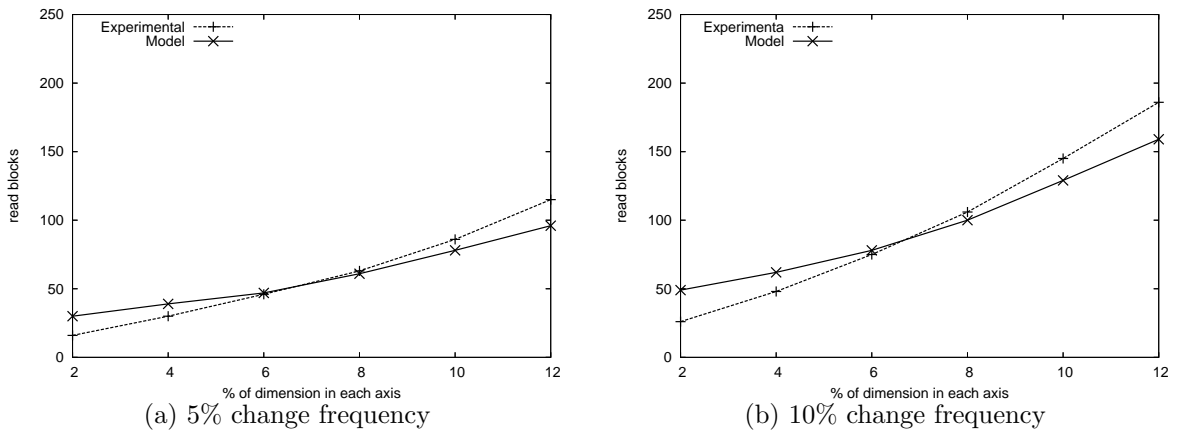 250
200
150
100
50
0
2 4 6 8 10 12
read blocks
% of dimension in each axis
Experimental
Model
(a) 5% change frequency
250
200
150
100
50
0
2 4 6 8 10 12
read blocks
% of dimension in each axis
Experimenta
Model
(b) 10% change frequency